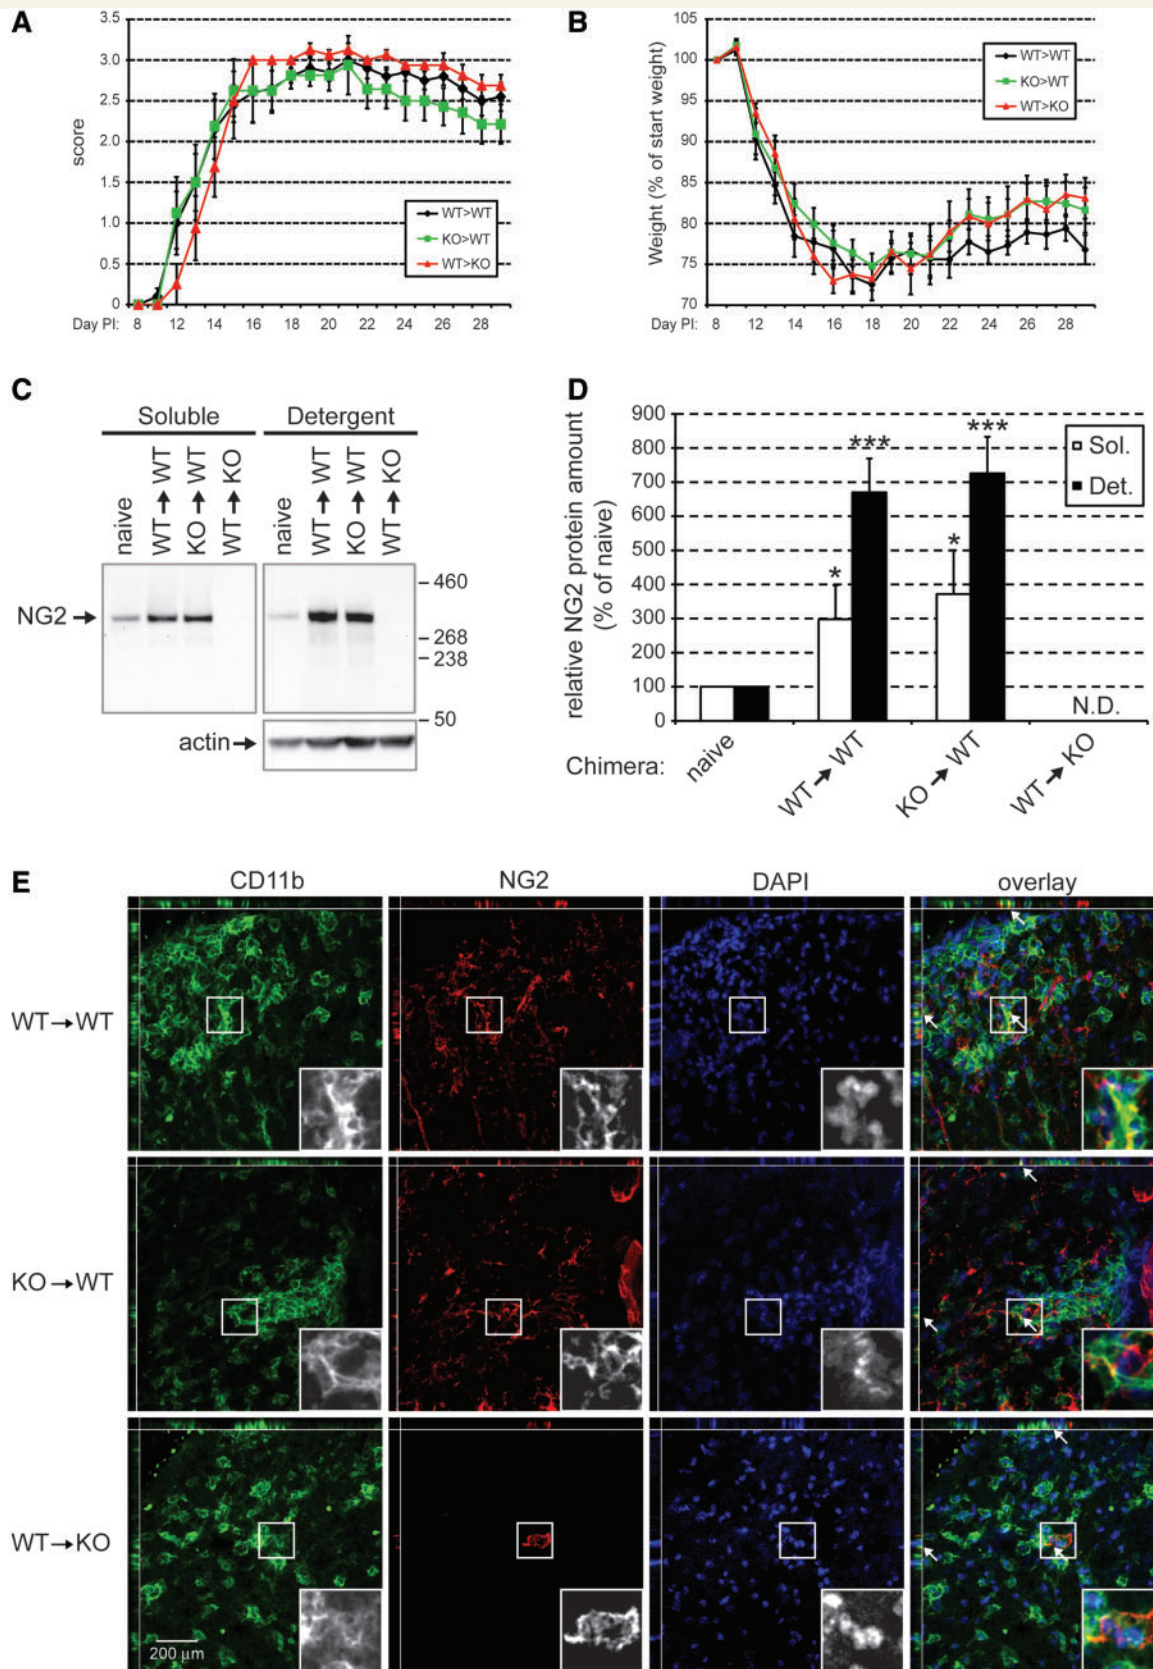 A
3.5
3.0
2.5
2.0
1.5
1.0
0.5
0
score
WT>WT
KO>WT
WT>KO
Day PI: 8 12 14 16 18 20 22 24 26 28
B
105
100
95
90
85
80
75
70
Weight (% of start weight)
WT>WT
KO>WT
WT>KO
Day PI: 8 12 14 16 18 20 22 24 26 28
C
Soluble Detergent
naive
WT→WT
KO→WT
WT→KO
naive
WT→WT
KO→WT
WT→KO
NG2→
460
268
238
50
actin→
D
900
800
700
600
500
400
300
200
100
0
relative NG2 protein amount
(% of naive)
* *** * ***
Sol.
Det.
N.D.
Chimera:
naive
WT→WT
KO→WT
WT→KO
E
CD11b NG2 DAPI overlay
WT→WT
KO→WT
WT→KO
200 µm